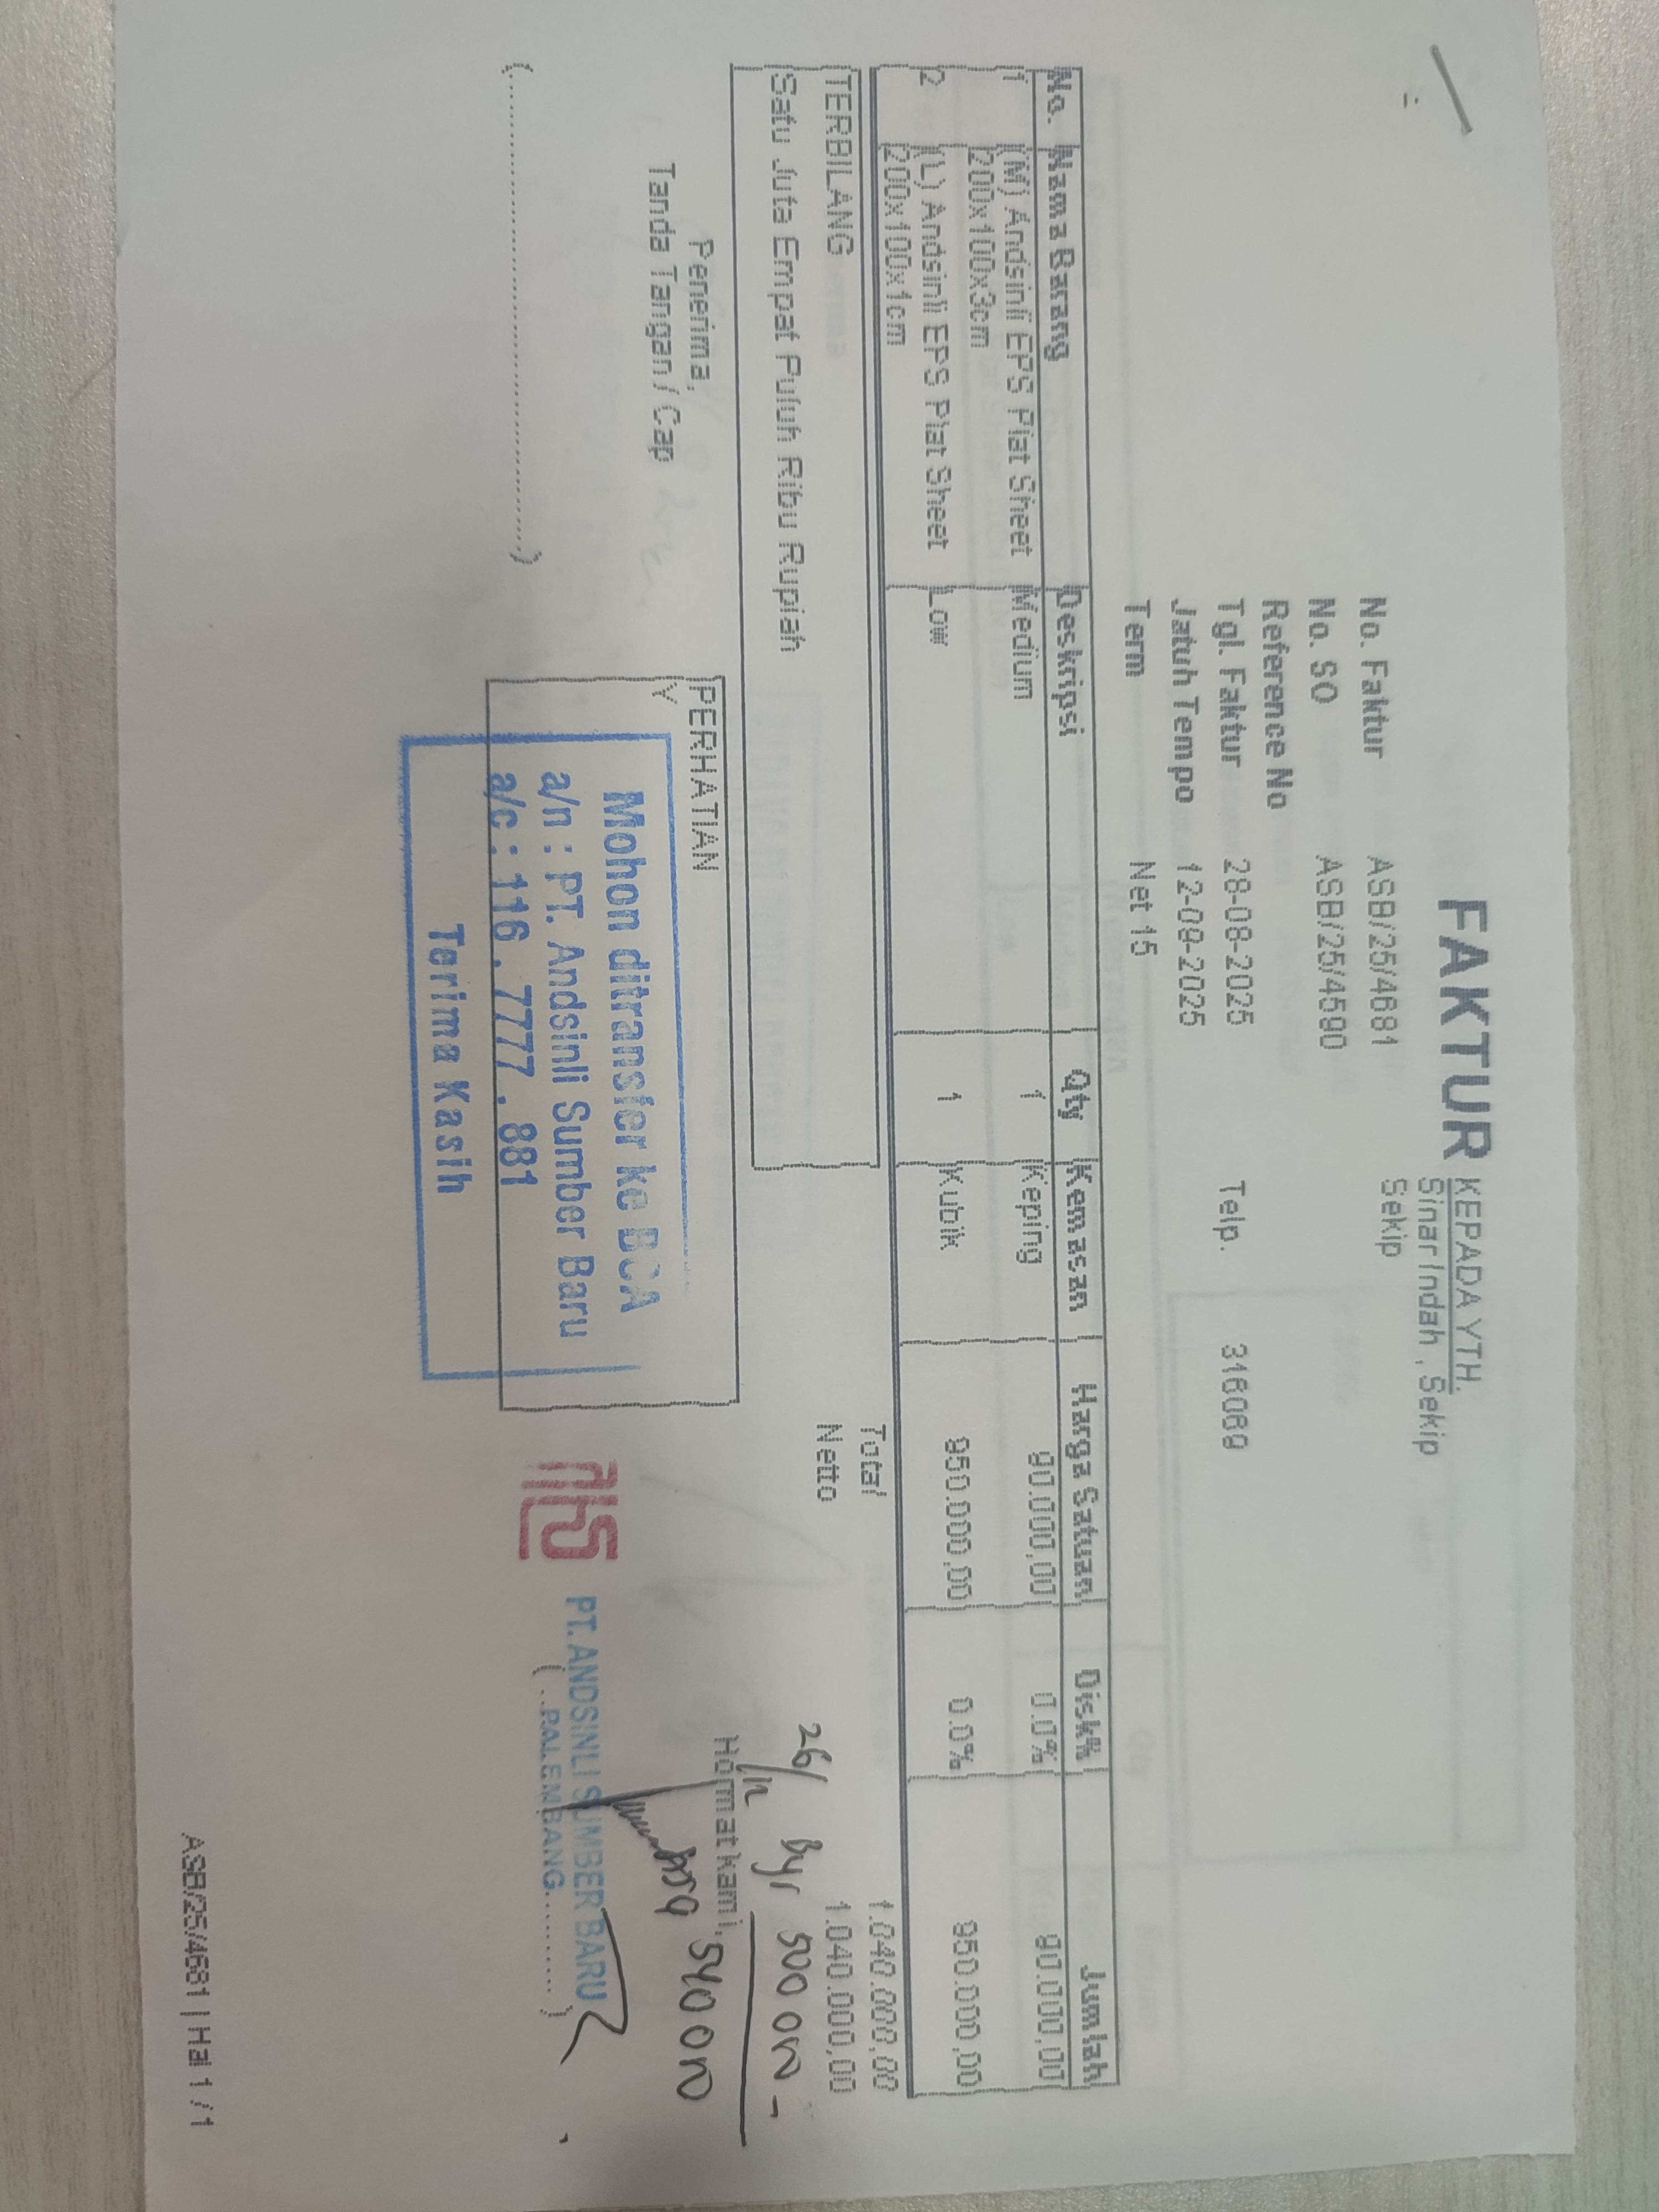 FAKTUR
KEPADA YTH.
Sinar Indah , Sekip
Sekip
No. Faktur ASB/25/4681
No. SO ASB/25/4590
Reference No
Tgl. Faktur 28-08-2025 Telp. 316069
Jatuh Tempo 12-09-2025
Term Net 15
No. Nama Barang Deskripsi Qty Kemasan Harga Satuan Disk% Jumlah
1 (M) Andsinli EPS Plat Sheet Medium 1 Keping 90.000,00 0.0% 90.000,00
200x100x3cm
2 (L) Andsinli EPS Plat Sheet Low 1 Kubik 950.000,00 0.0% 950.000,00
200x100x1cm
Total 1.040.000,00
TERBILANG
Netto 1.040.000,00
Satu Juta Empat Puluh Ribu Rupiah
26/12 Byr 500 000 -
Penerima,
Tanda Tangan / Cap
PERHATIAN
Hormat kami,
540 000
Mohon ditransfer ke BCA
a/n : PT. Andsinli Sumber Baru
a/c : 116 . 7777 . 881
Terima Kasih
PT. ANDSINLI SUMBER BARU
PALEMBANG
(..........................................................)
ASB/25/4681 | Hal 1 / 1